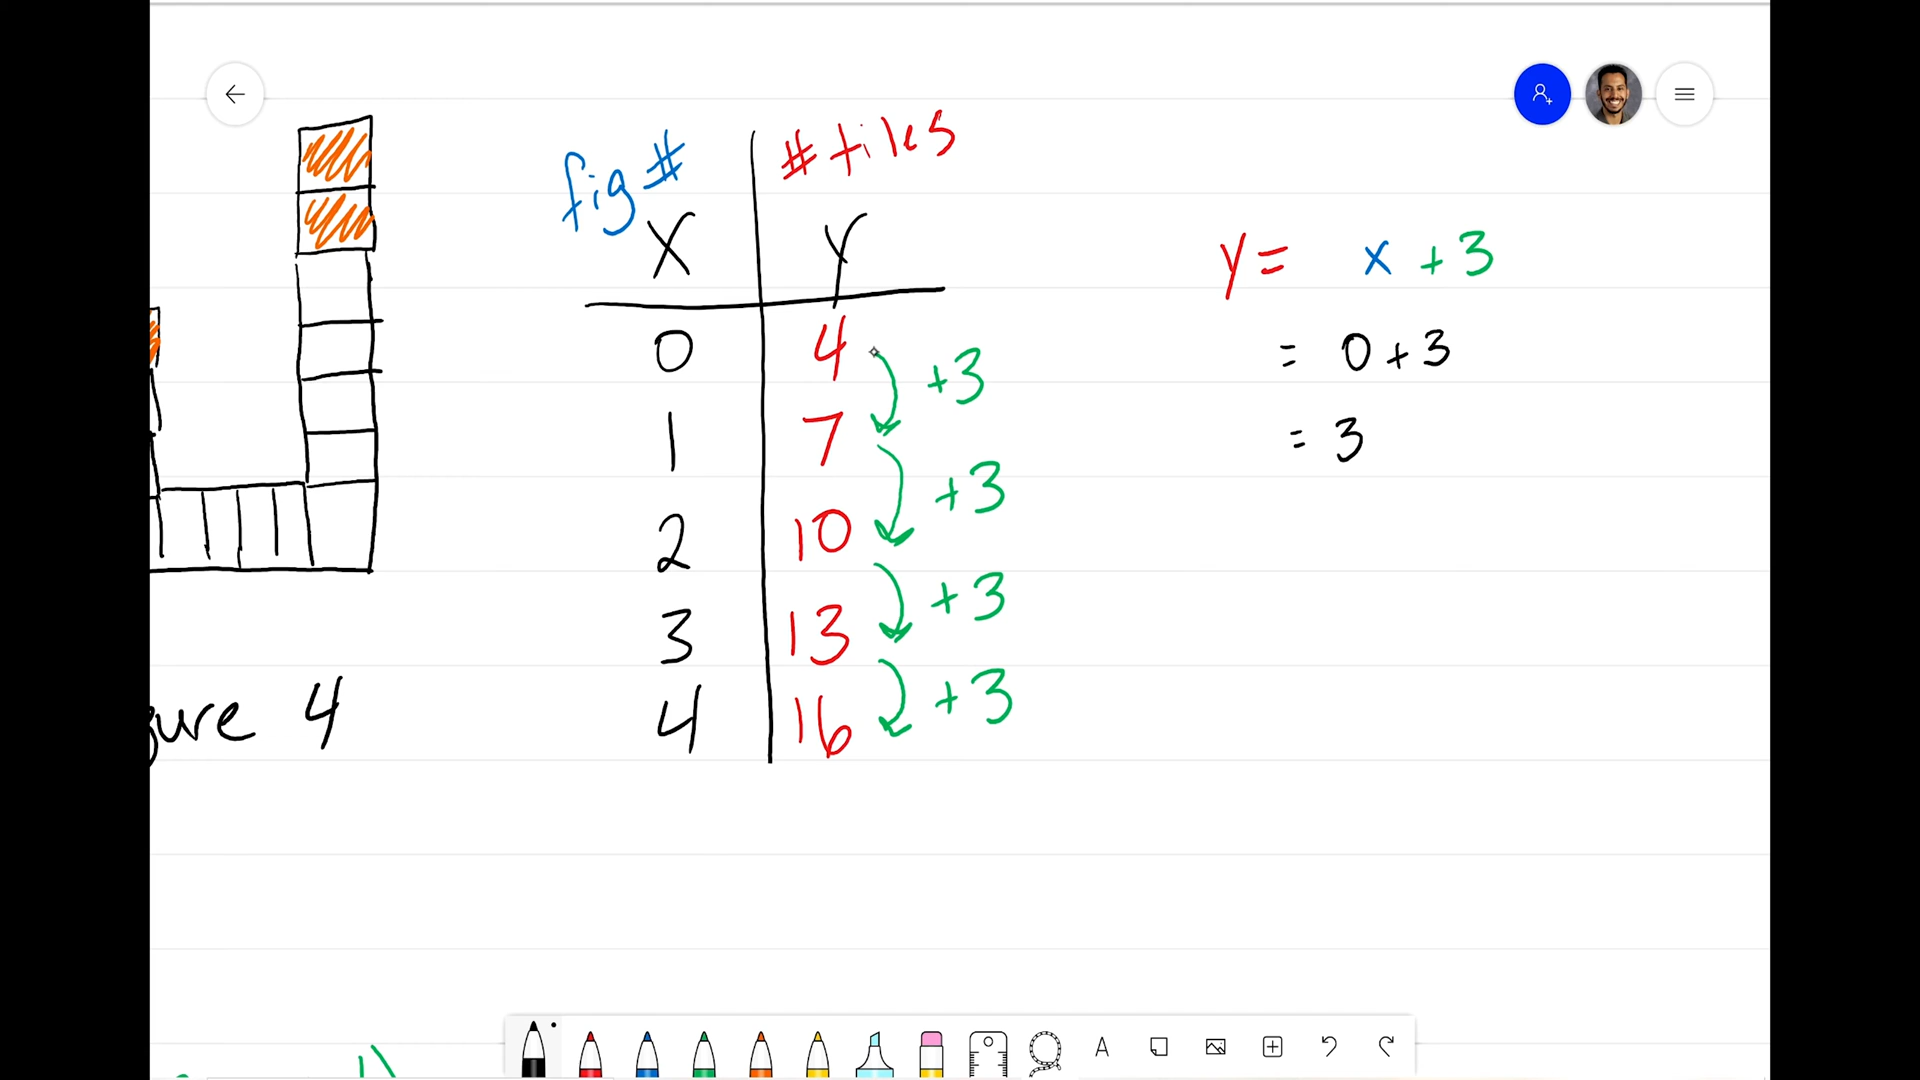 fig #
# tiles
X Y
0 4
+3
1 7
+3
2 10
+3
3 13
+3
4 16
y = x + 3
= 0 + 3
= 3
gure 4
A